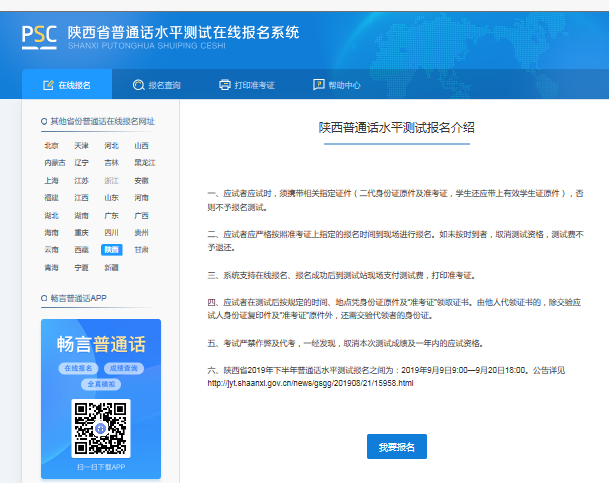 PSC 陕西省普通话水平测试在线报名系统
SHANXI PUTONGHUA SHUIPING CESHI
在线报名 报名查询 打印准考证 帮助中心
其他省份普通话在线报名网址
北京 天津 河北 山西
内蒙古 辽宁 吉林 黑龙江
上海 江苏 浙江 安徽
福建 江西 山东 河南
湖北 湖南 广东 广西
海南 重庆 四川 贵州
云南 西藏 陕西 甘肃
青海 宁夏 新疆
畅言普通话APP
畅言普通话
在线报名 成绩查询
全真模拟
扫一扫下载APP
陕西普通话水平测试报名介绍
一、应试者应试时，须携带相关指定证件（二代身份证原件及准考证，学生还应带上有效学生证原件），否
则不予报名测试。
二、应试者应严格按照准考证上指定的报名时间到现场进行报名。如未按时到者，取消测试资格，测试费不
予退还。
三、系统支持在线报名、报名成功后到测试站现场支付测试费，打印准考证。
四、应试者在测试后按规定的时间、地点凭身份证原件及“准考证”领取证书。由他人代领证书的，除交验应
试人身份证复印件及“准考证”原件外，还需交验代领者的身份证。
五、考试严禁作弊及代考，一经发现，取消本次测试成绩及一年内的应试资格。
六、陕西省2019年下半年普通话水平测试报名之间为：2019年9月9日9:00—9月20日18:00。公告详见
http://jyt.shaanxi.gov.cn/news/gsgg/201908/21/15958.html
我要报名